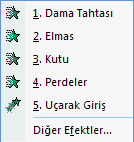 1. Dama Tahtası
2. Elmas
3. Kutu
4. Perdeler
5. Uçarak Giriş
Diğer Efektler...